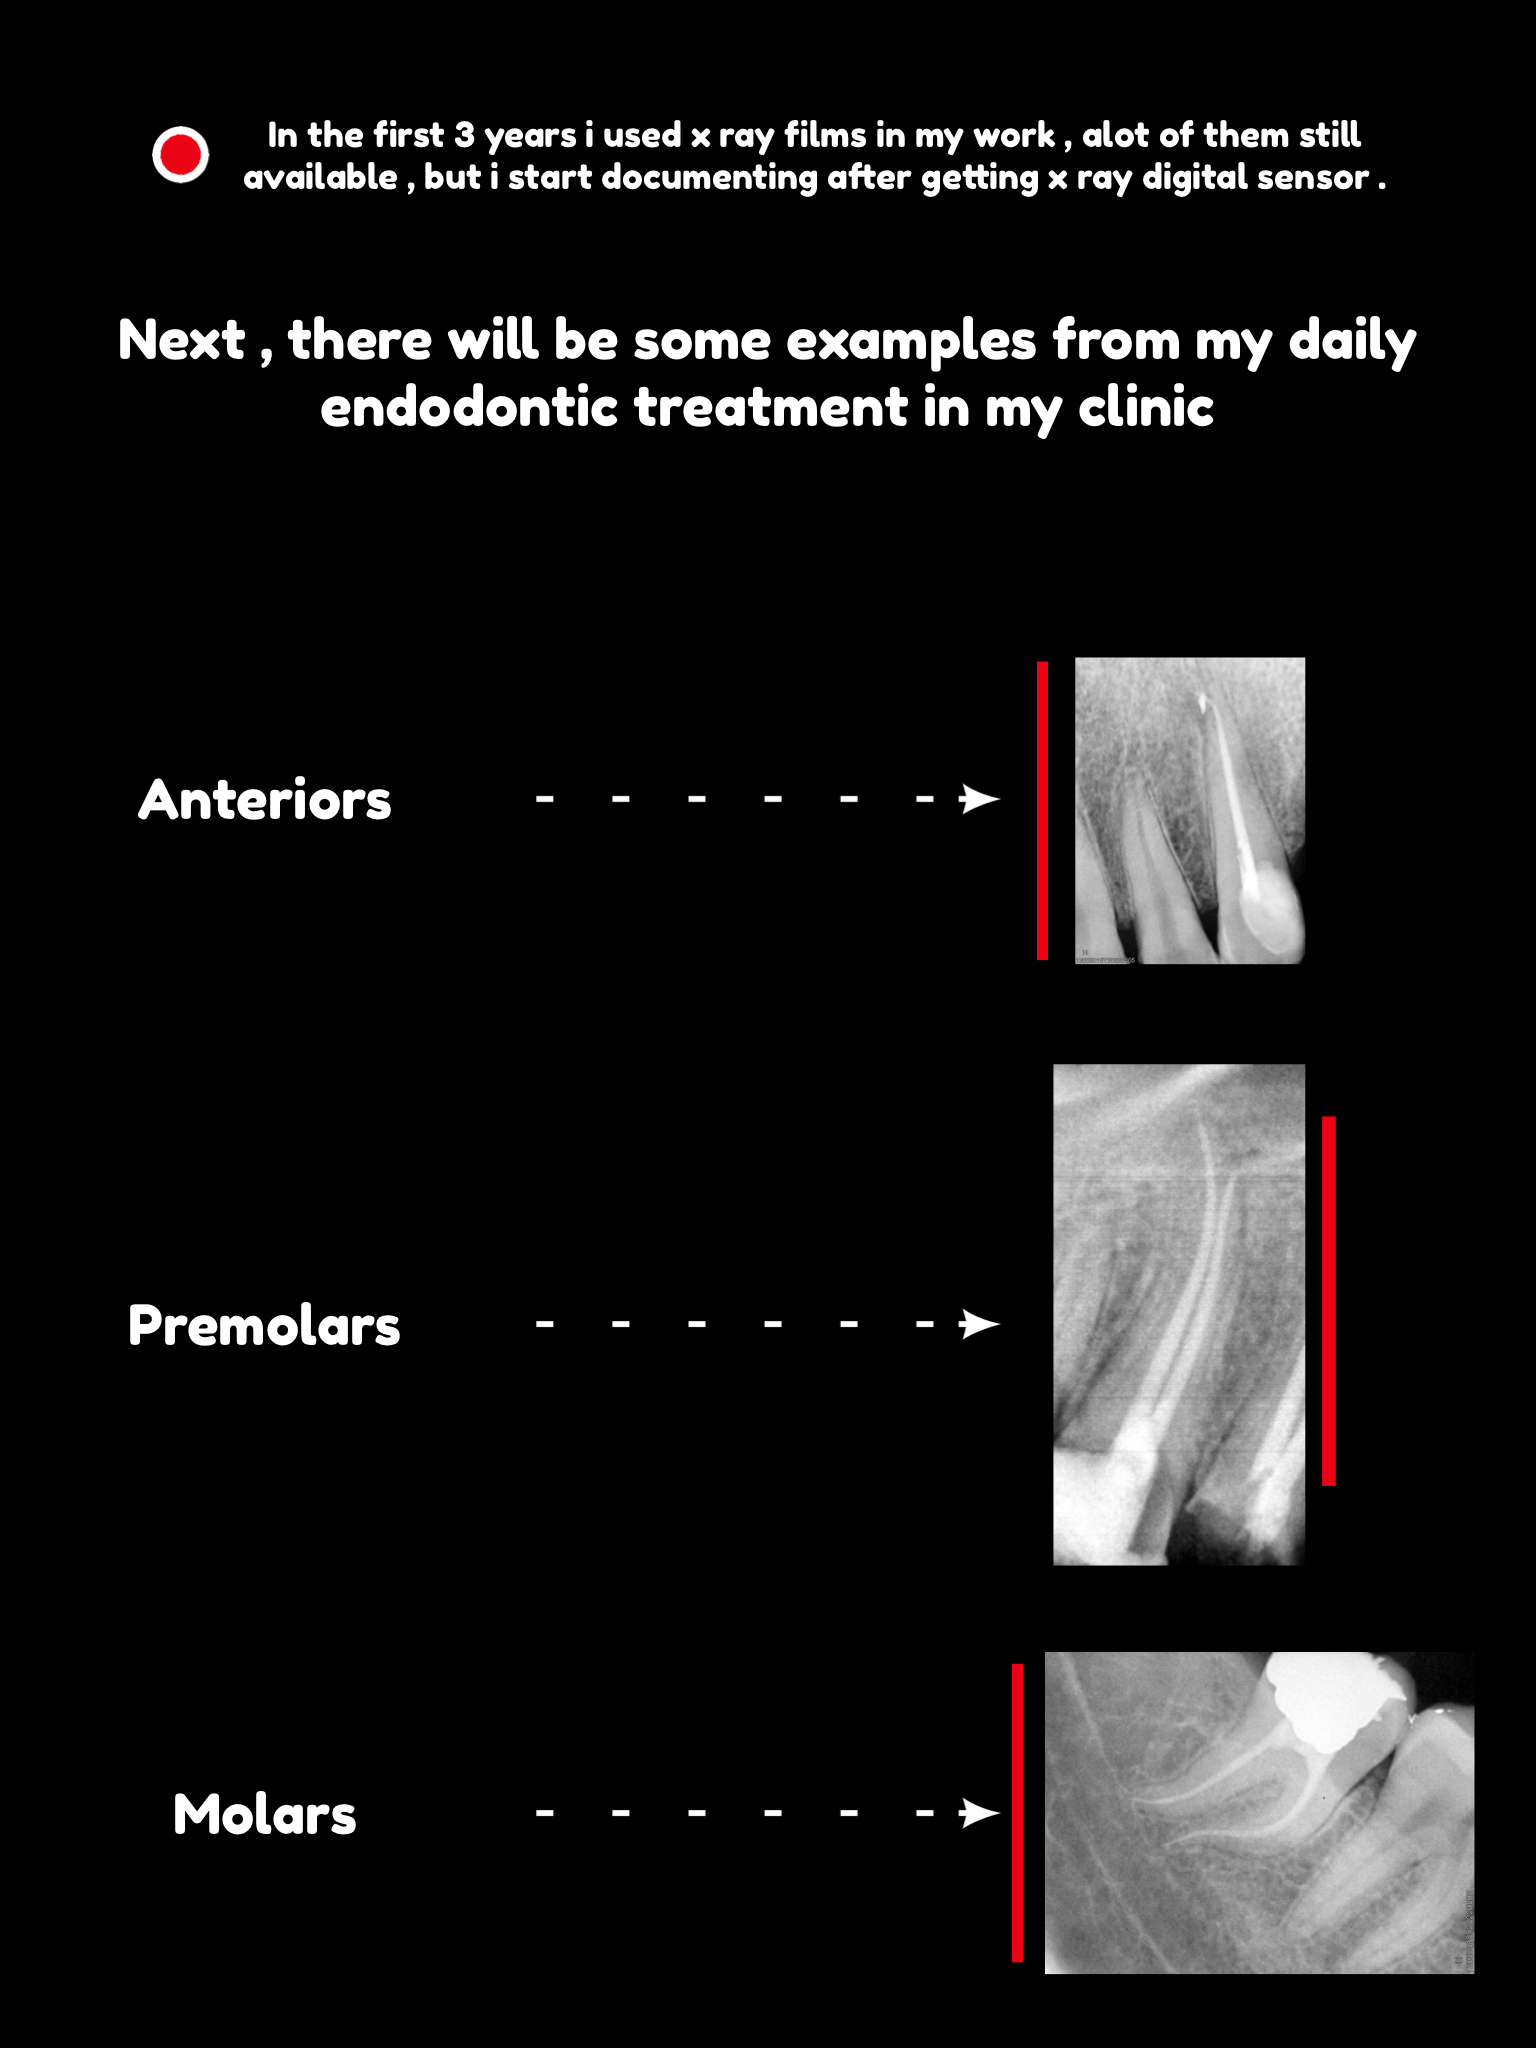 In the first 3 years i used x ray films in my work , alot of them still
available , but i start documenting after getting x ray digital sensor .
Next , there will be some examples from my daily
endodontic treatment in my clinic
Anteriors
Premolars
Molars